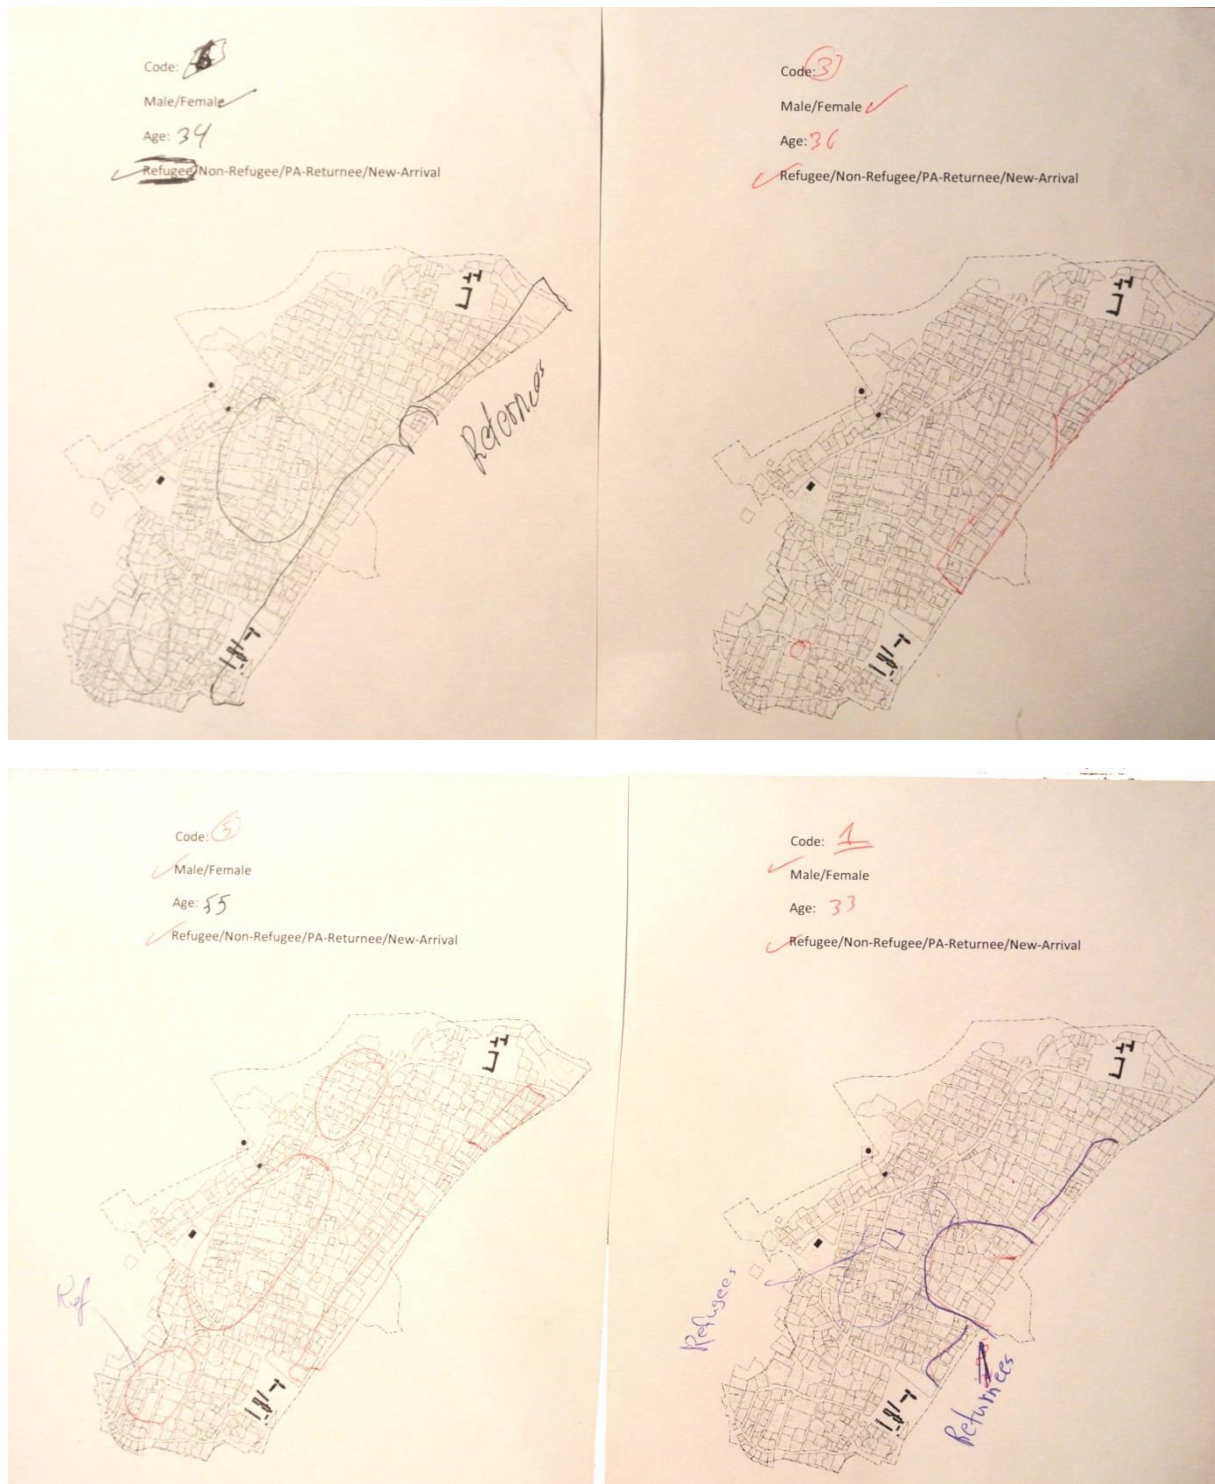 Code:
Male/Female
Age: 34
Refugee/Non-Refugee/PA-Returnee/New-Arrival
Code: 3
Male/Female
Age: 36
Refugee/Non-Refugee/PA-Returnee/New-Arrival
Code: 5
Male/Female
Age: 55
Refugee/Non-Refugee/PA-Returnee/New-Arrival
Ref
Code: 1
Male/Female
Age: 33
Refugee/Non-Refugee/PA-Returnee/New-Arrival
Refugees
Returnees